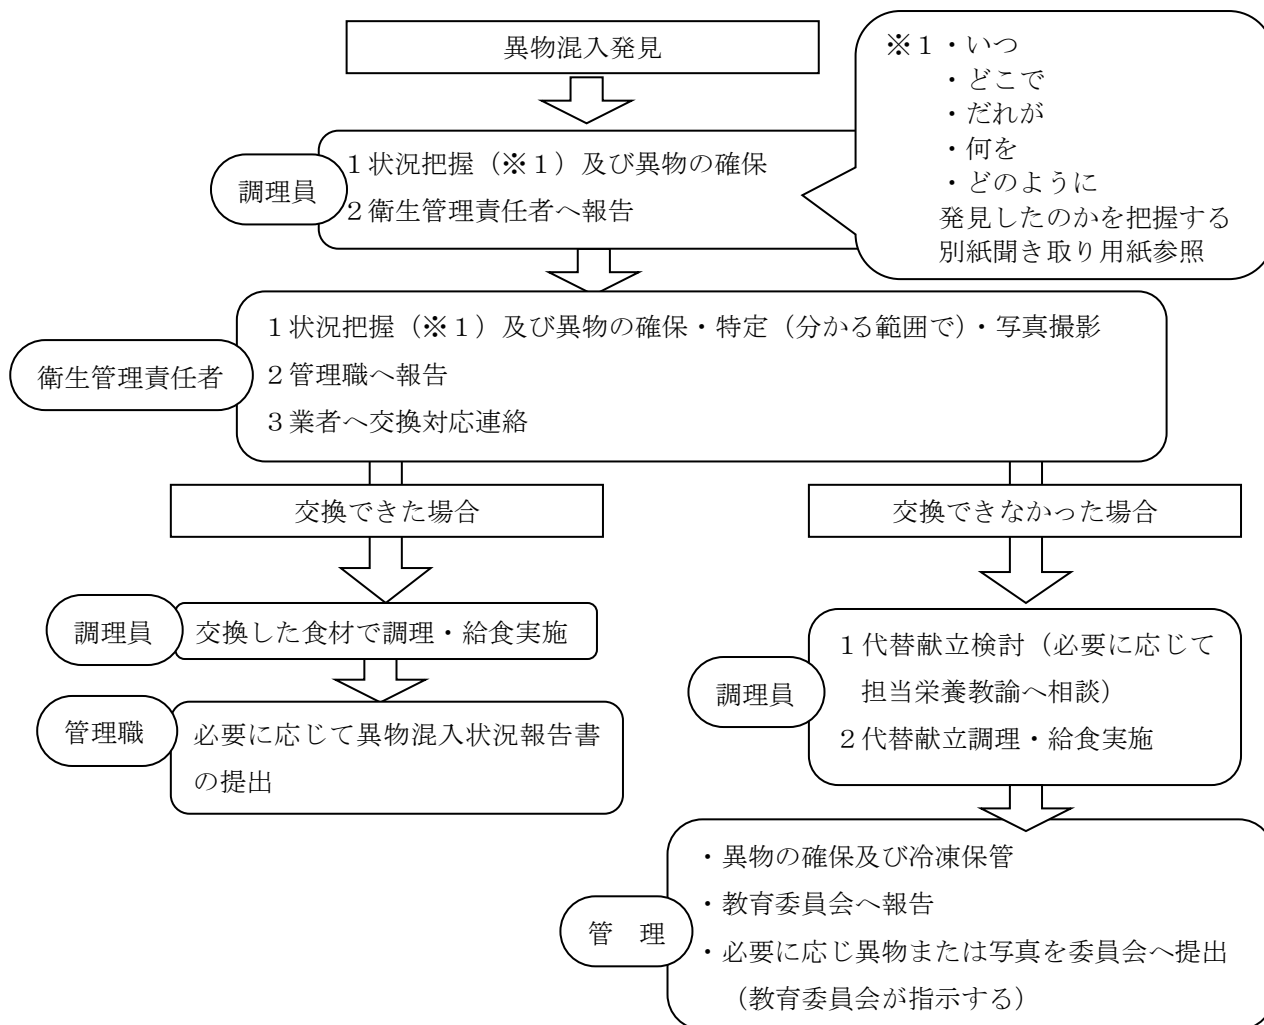 異物混入発見
※１・いつ
・どこで
・だれが
・何を
・どのように
発見したのかを把握する
別紙聞き取り用紙参照
調理員
１状況把握（※１）及び異物の確保
２衛生管理責任者へ報告
衛生管理責任者
１状況把握（※１）及び異物の確保・特定（分かる範囲で）・写真撮影
２管理職へ報告
３業者へ交換対応連絡
交換できた場合
調理員
交換した食材で調理・給食実施
管理職
必要に応じて異物混入状況報告書
の提出
交換できなかった場合
調理員
１代替献立検討（必要に応じて
担当栄養教諭へ相談）
２代替献立調理・給食実施
管　理
・異物の確保及び冷凍保管
・教育委員会へ報告
・必要に応じ異物または写真を委員会へ提出
（教育委員会が指示する）